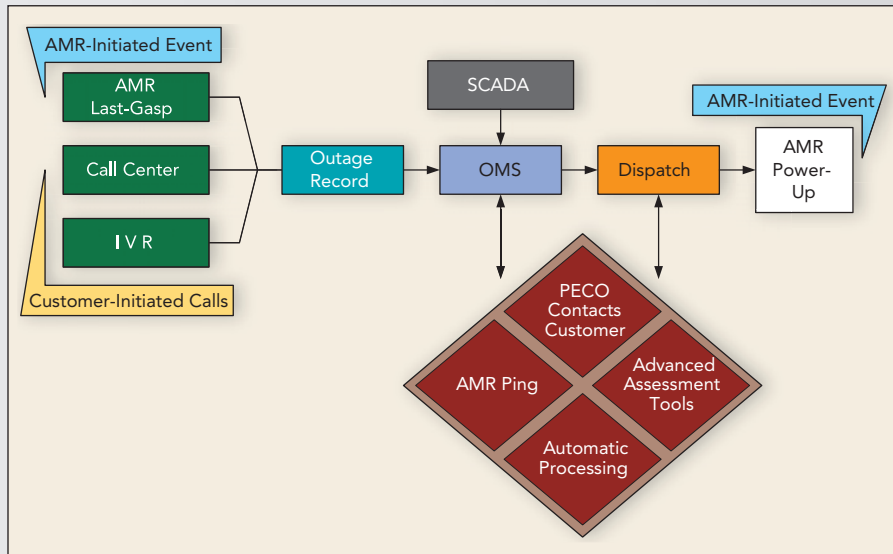 AMR-Initiated Event
AMR
Last-Gasp
Call Center
I V R
Customer-Initiated Calls
Outage
Record
SCADA
OMS
Dispatch
AMR-Initiated Event
AMR
Power-
Up
PECO
Contacts
Customer
AMR Ping
Advanced
Assessment
Tools
Automatic
Processing